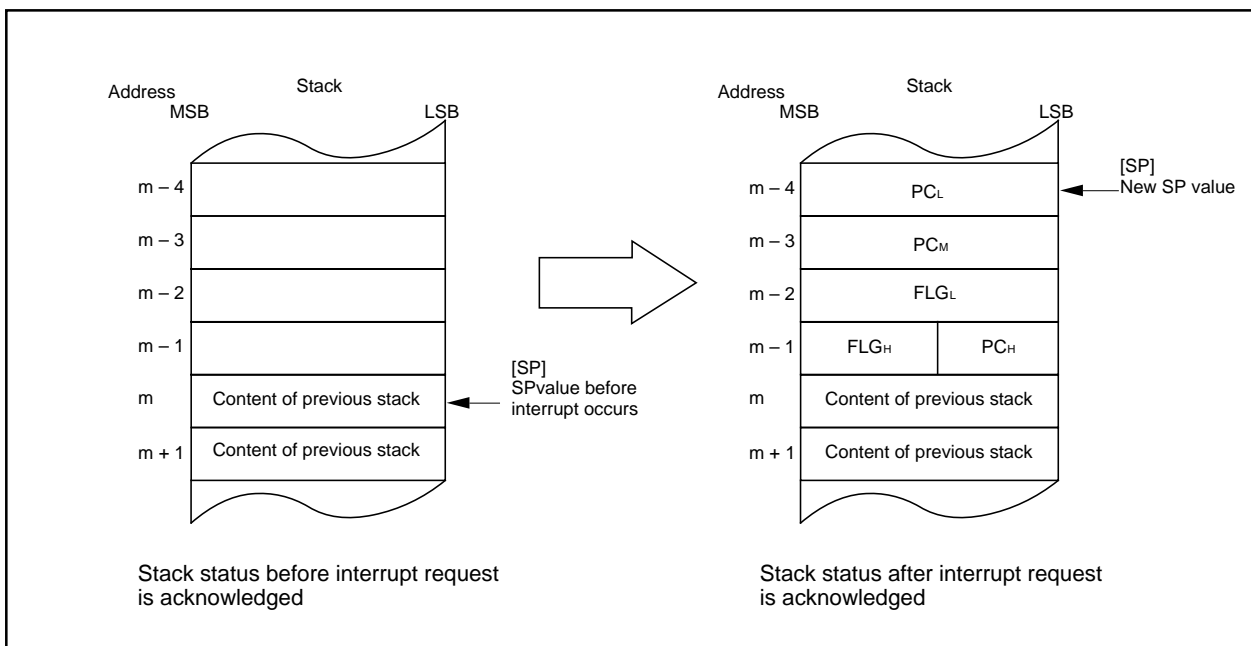 Address
MSB
Stack
LSB
m – 4
m – 3
m – 2
m – 1
m
Content of previous stack
m + 1
Content of previous stack
[SP]
SPvalue before
interrupt occurs
Stack status before interrupt request
is acknowledged
Address
MSB
Stack
LSB
m – 4
PCL
[SP]
New SP value
m – 3
PCM
m – 2
FLGL
m – 1
FLGH
PCH
m
Content of previous stack
m + 1
Content of previous stack
Stack status after interrupt request
is acknowledged